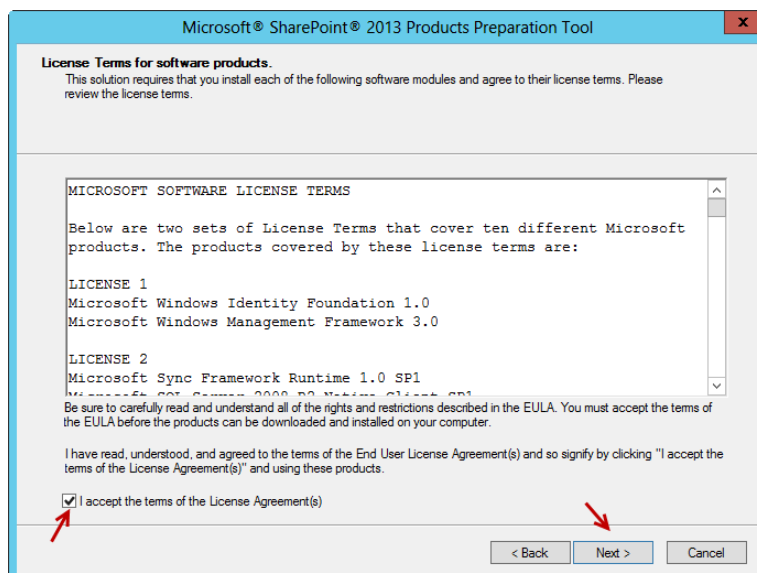 Microsoft® SharePoint® 2013 Products Preparation Tool
x
License Terms for software products.
This solution requires that you install each of the following software modules and agree to their license terms. Please
review the license terms.
MICROSOFT SOFTWARE LICENSE TERMS
Below are two sets of License Terms that cover ten different Microsoft
products. The products covered by these license terms are:
LICENSE 1
Microsoft Windows Identity Foundation 1.0
Microsoft Windows Management Framework 3.0
LICENSE 2
Microsoft Sync Framework Runtime 1.0 SP1
Microsoft SQL Server 2008 R2 Native Client SP1
Be sure to carefully read and understand all of the rights and restrictions described in the EULA. You must accept the terms of
the EULA before the products can be downloaded and installed on your computer.
I have read, understood, and agreed to the terms of the End User License Agreement(s) and so signify by clicking "I accept the
terms of the License Agreement(s)" and using these products.
I accept the terms of the License Agreement(s)
< Back Next > Cancel